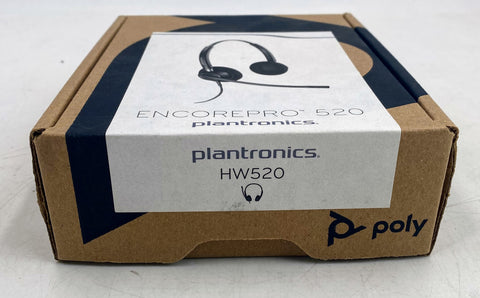 ENCOREPRO™ 520
plantronics.
plantronics.
HW520
poly